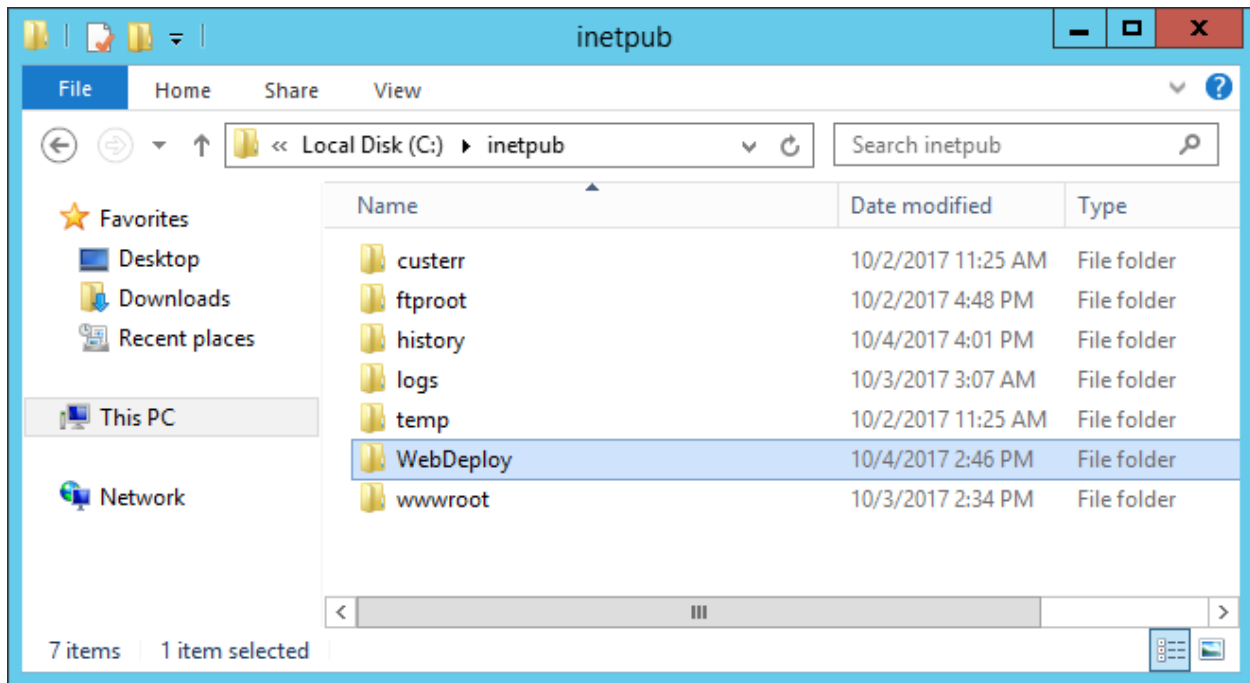 inetpub
File Home Share View
« Local Disk (C:) inetpub Search inetpub
Name Date modified Type
Favorites
Desktop
Downloads
Recent places
This PC
Network
custerr 10/2/2017 11:25 AM File folder
ftproot 10/2/2017 4:48 PM File folder
history 10/4/2017 4:01 PM File folder
logs 10/3/2017 3:07 AM File folder
temp 10/2/2017 11:25 AM File folder
WebDeploy 10/4/2017 2:46 PM File folder
wwwroot 10/3/2017 2:34 PM File folder
7 items 1 item selected